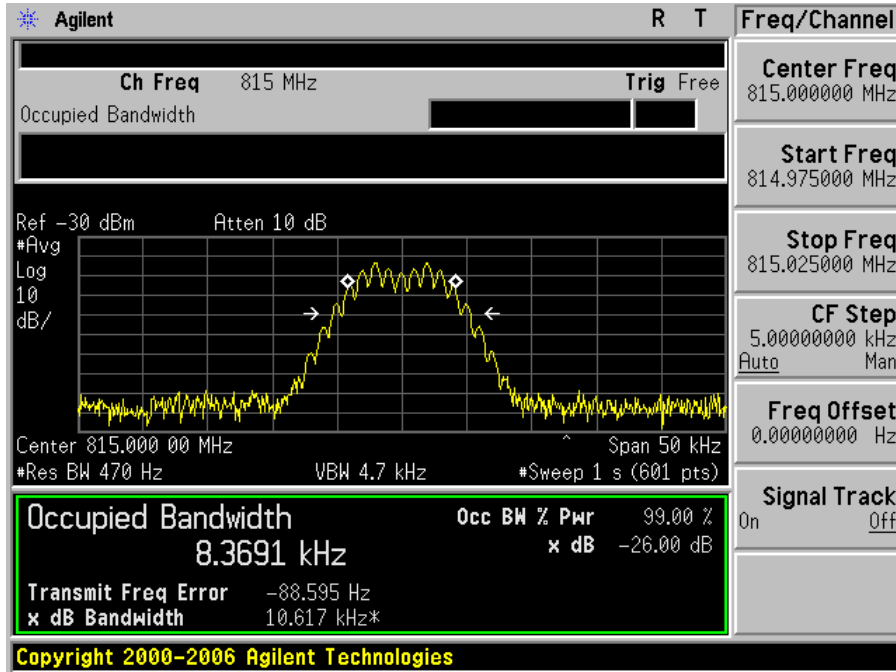 Agilent R T
Freq/Channel
Ch Freq 815 MHz Trig Free
Occupied Bandwidth
Center Freq
815.000000 MHz
Start Freq
814.975000 MHz
Stop Freq
815.025000 MHz
CF Step
5.00000000 kHz
Auto Man
Freq Offset
0.00000000 Hz
Signal Track
On Off
Ref -30 dBm Atten 10 dB
#Avg
Log
10
dB/
Center 815.000 00 MHz ^ Span 50 kHz
#Res BW 470 Hz VBW 4.7 kHz #Sweep 1 s (601 pts)
Occupied Bandwidth Occ BW % Pwr 99.00 %
8.3691 kHz x dB -26.00 dB
Transmit Freq Error -88.595 Hz
x dB Bandwidth 10.617 kHz*
Copyright 2000-2006 Agilent Technologies